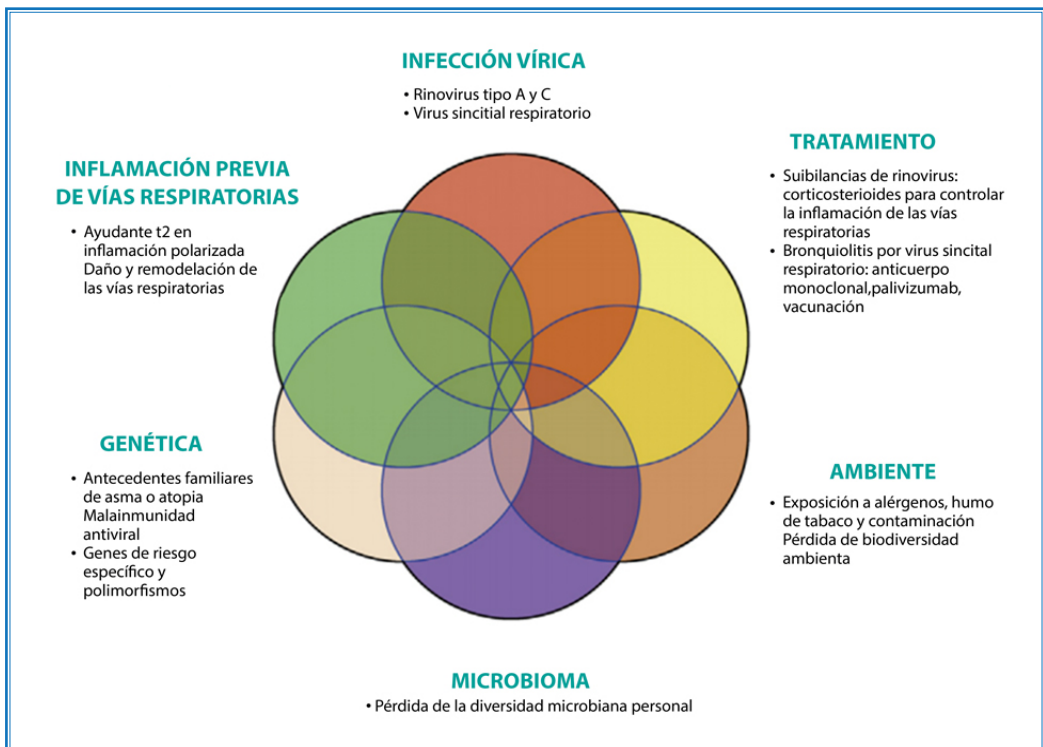 INFECCIÓN VÍRICA
• Rinovirus tipo A y C
• Virus sincitial respiratorio
TRATAMIENTO
• Suibilancias de rinovirus:
corticosterioides para controlar
la inflamación de las vías
respiratorias
• Bronquiolitis por virus sincital
respiratorio: anticuerpo
monoclonal,palivizumab,
vacunación
INFLAMACIÓN PREVIA
DE VÍAS RESPIRATORIAS
• Ayudante t2 en
inflamación polarizada
Daño y remodelación de
las vías respiratorias
GENÉTICA
• Antecedentes familiares
de asma o atopia
Malainmunidad
antiviral
• Genes de riesgo
específico y
polimorfismos
AMBIENTE
• Exposición a alérgenos, humo
de tabaco y contaminación
Pérdida de biodiversidad
ambienta
MICROBIOMA
• Pérdida de la diversidad microbiana personal